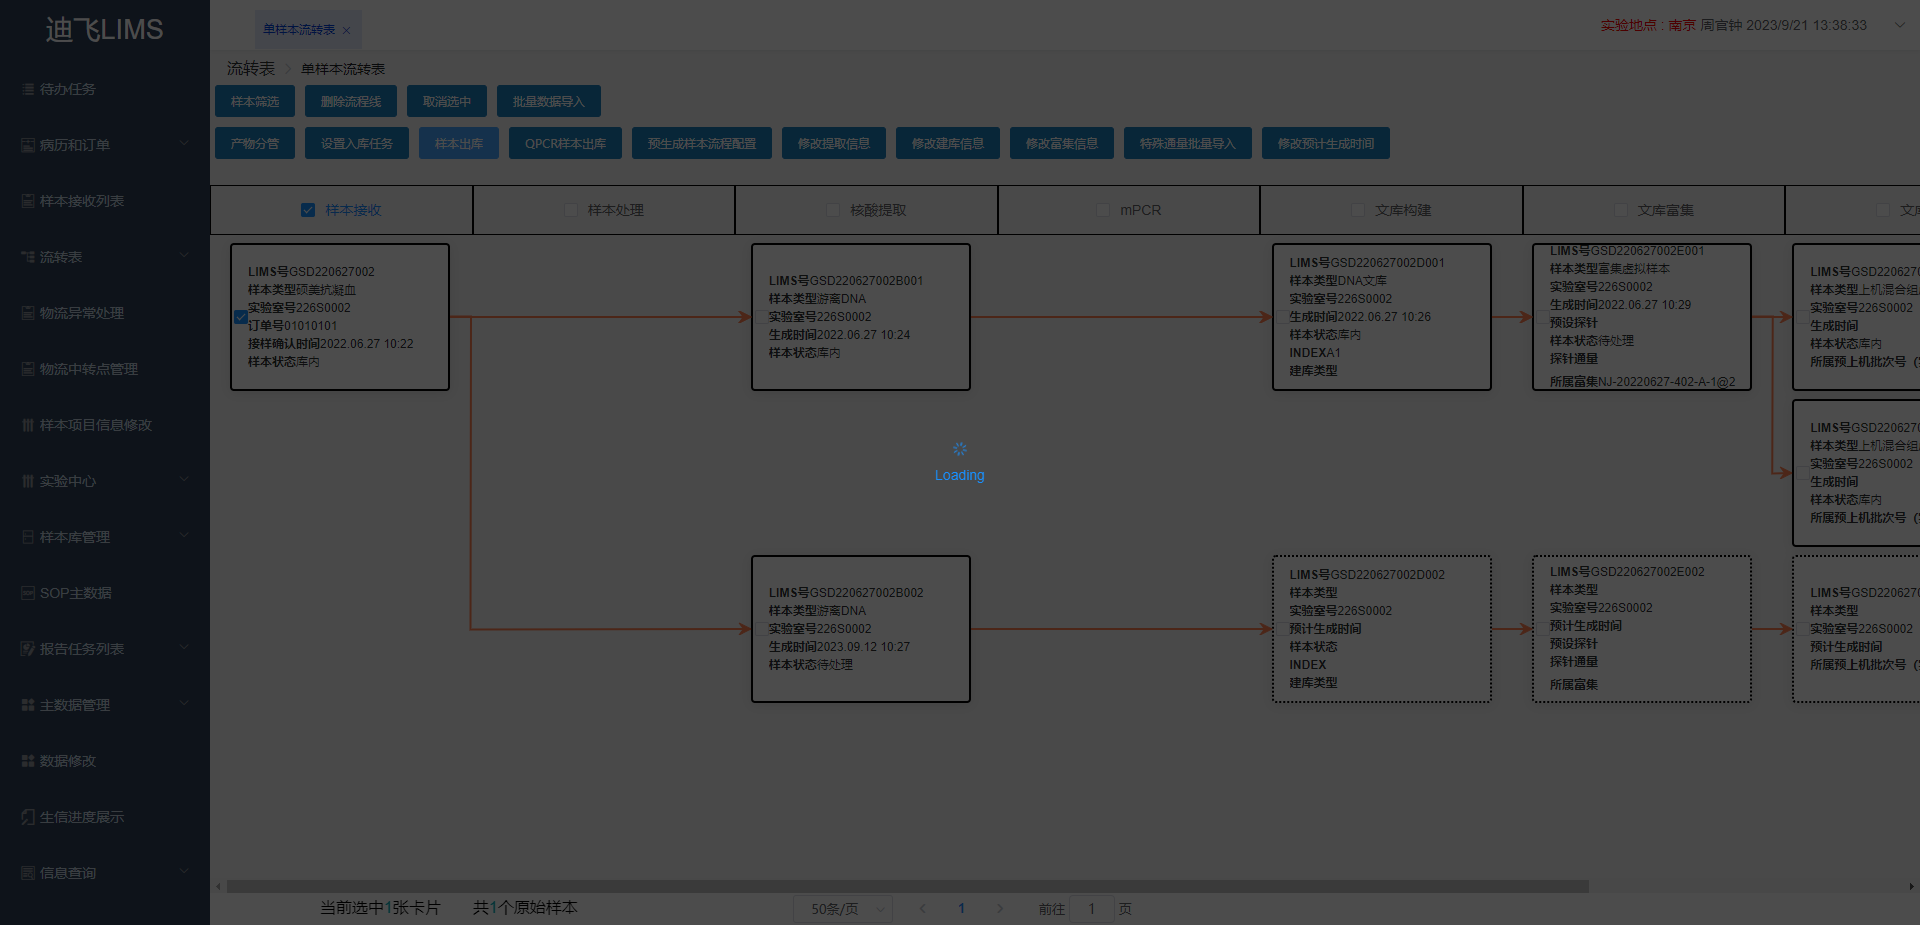 迪飞LIMS
单样本流转表 ×
实验地点 : 南京 周官钟 2023/9/21 13:38:33
流转表 > 单样本流转表
样本筛选 删除流程线 取消选中 批量数据导入
产物分管 设置入库任务 样本出库 QPCR样本出库 预生成样本流程配置 修改提取信息 修改建库信息 修改富集信息 特殊通量批量导入 修改预计生成时间
待办任务
病历和订单
样本接收列表
流转表
物流异常处理
物流中转点管理
样本项目信息修改
实验中心
样本库管理
SOP主数据
报告任务列表
主数据管理
数据修改
生信进度展示
信息查询
样本接收 样本处理 核酸提取 mPCR 文库构建 文库富集
LIMS号GSD220627002
样本类型硕美抗凝血
实验室号226S0002
订单号01010101
接样确认时间2022.06.27 10:22
样本状态库内
LIMS号GSD220627002B001
样本类型游离DNA
实验室号226S0002
生成时间2022.06.27 10:24
样本状态库内
LIMS号GSD220627002D001
样本类型DNA文库
实验室号226S0002
生成时间2022.06.27 10:26
样本状态库内
INDEXA1
建库类型
LIMS号GSD220627002E001
样本类型富集虚拟样本
实验室号226S0002
生成时间2022.06.27 10:29
预设探针
样本状态待处理
探针通量
所属富集NJ-20220627-402-A-1@2
LIMS号GSD220627
样本类型上机混合组
实验室号226S0002
生成时间
样本状态库内
所属预上机批次号
LIMS号GSD220627
样本类型上机混合组
实验室号226S0002
生成时间
样本状态库内
所属预上机批次号
Loading
LIMS号GSD220627002B002
样本类型游离DNA
实验室号226S0002
生成时间2023.09.12 10:27
样本状态待处理
LIMS号GSD220627002D002
样本类型
实验室号226S0002
预计生成时间
样本状态
INDEX
建库类型
LIMS号GSD220627002E002
样本类型
实验室号226S0002
预计生成时间
预设探针
探针通量
所属富集
LIMS号GSD220627
样本类型
实验室号226S0002
预计生成时间
所属预上机批次号
当前选中1张卡片 共1个原始样本 50条/页 < 1 > 前往 1 页